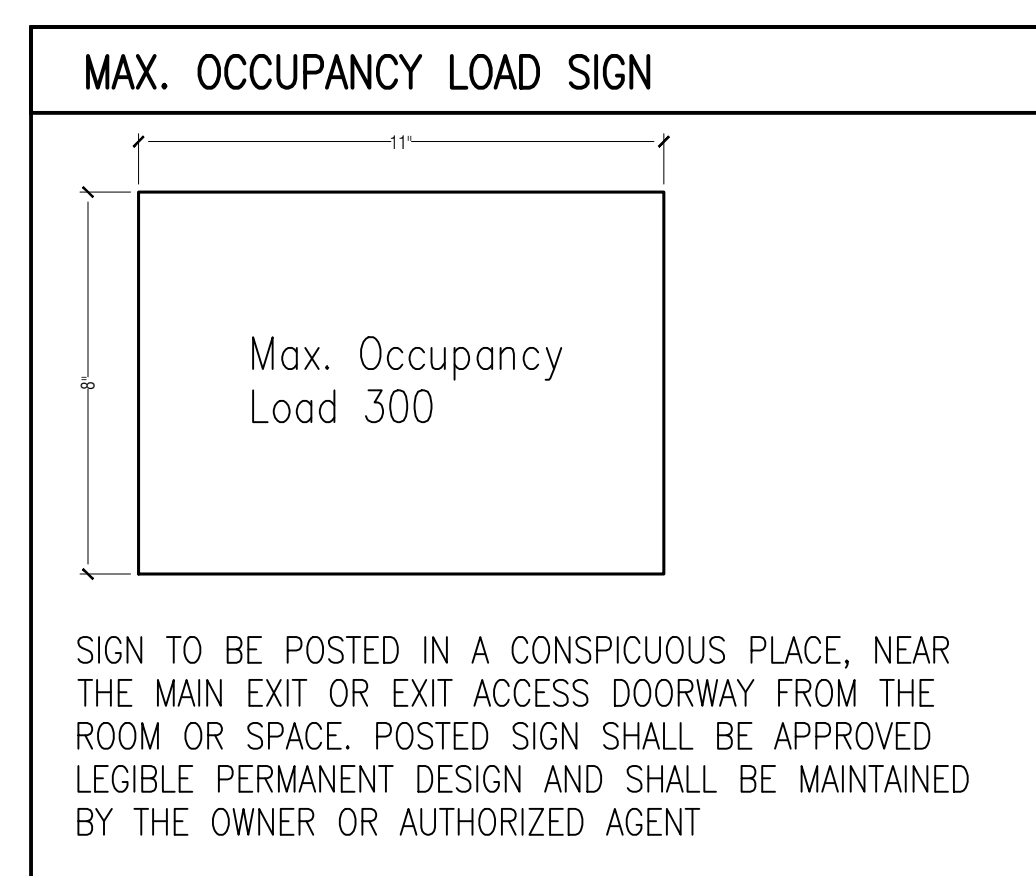 MAX. OCCUPANCY LOAD SIGN
11"
8"
Max. Occupancy
Load 300
SIGN TO BE POSTED IN A CONSPICUOUS PLACE, NEAR
THE MAIN EXIT OR EXIT ACCESS DOORWAY FROM THE
ROOM OR SPACE. POSTED SIGN SHALL BE APPROVED
LEGIBLE PERMANENT DESIGN AND SHALL BE MAINTAINED
BY THE OWNER OR AUTHORIZED AGENT